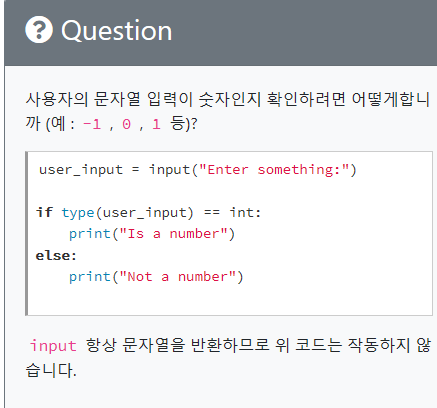 ? Question
사용자의 문자열 입력이 숫자인지 확인하려면 어떻게합니
까 (예 : -1 , 0 , 1 등)?
user_input = input("Enter something:")
if type(user_input) == int:
    print("Is a number")
else:
    print("Not a number")
input 항상 문자열을 반환하므로 위 코드는 작동하지 않
습니다.